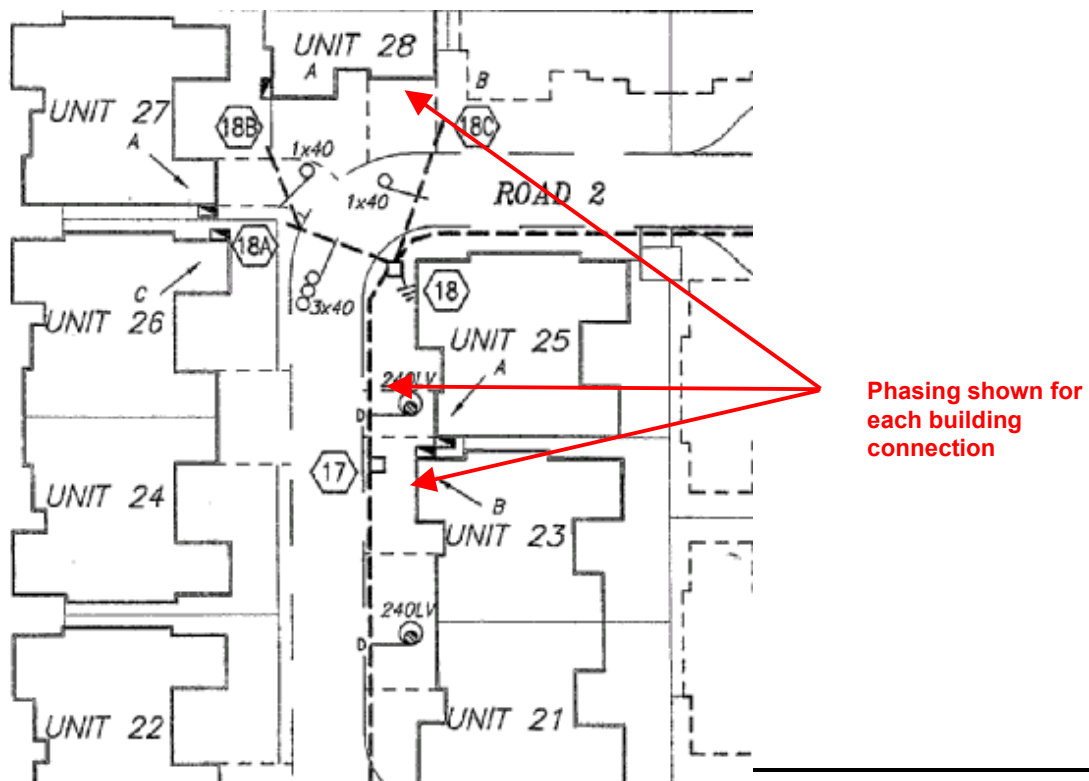 UNIT 28
A
B
UNIT 27
A
18B
18C
1x40
1x40
ROAD 2
18A
C
3x40
18
UNIT 26
UNIT 25
A
240LV
D
Phasing shown for
each building
connection
17
B
UNIT 24
UNIT 23
240LV
D
UNIT 22
UNIT 21